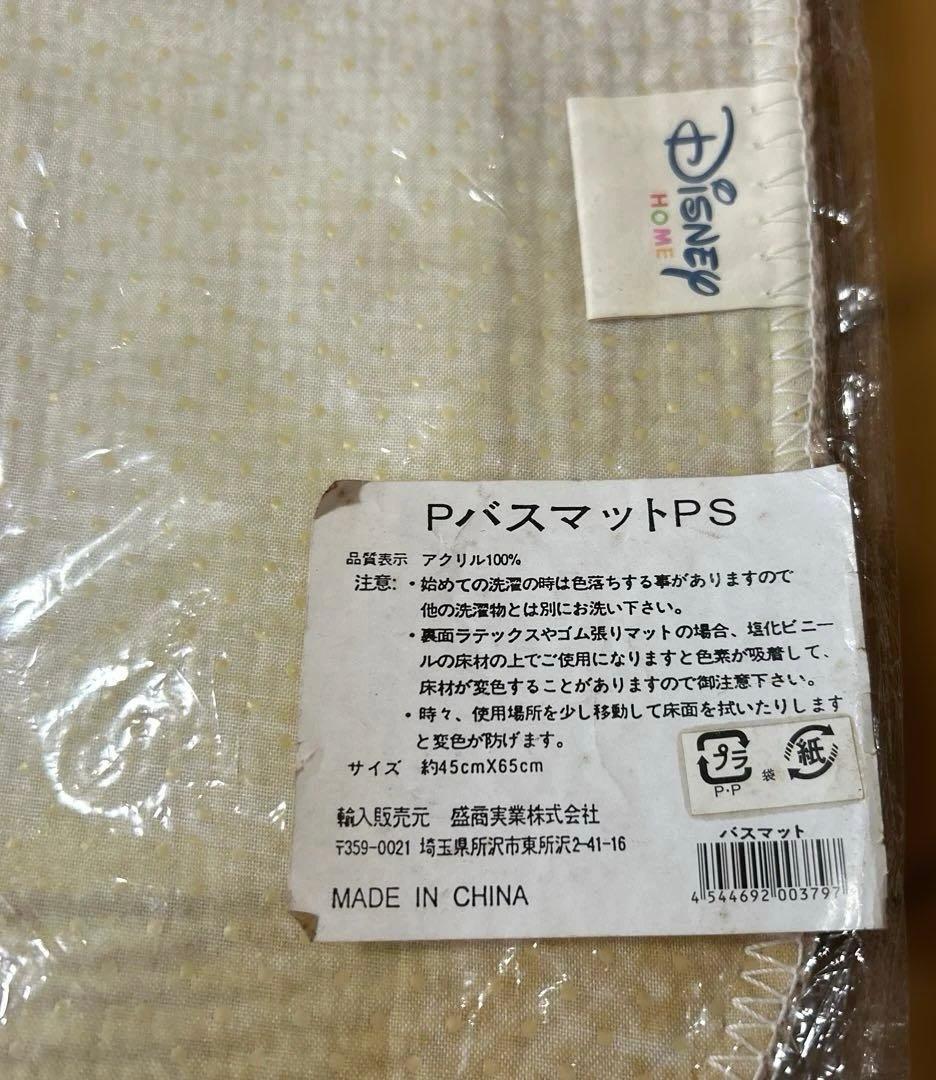 DISNEY
HOME
PバスマットPS
品質表示 アクリル100%
注意:・始めての洗濯の時は色落ちする事がありますので
他の洗濯物とは別にお洗い下さい。
・裏面ラテックスやゴム張りマットの場合、塩化ビニー
ルの床材の上でご使用になりますと色素が吸着して、
床材が変色することがありますので御注意下さい。
・時々、使用場所を少し移動して床面を拭いたりします
と変色が防げます。
サイズ 約45cmX65cm
プラ 袋 紙
P・P
輸入販売元 盛商実業株式会社
〒359-0021 埼玉県所沢市東所沢2-41-16
MADE IN CHINA
バスマット
4 544692 003797